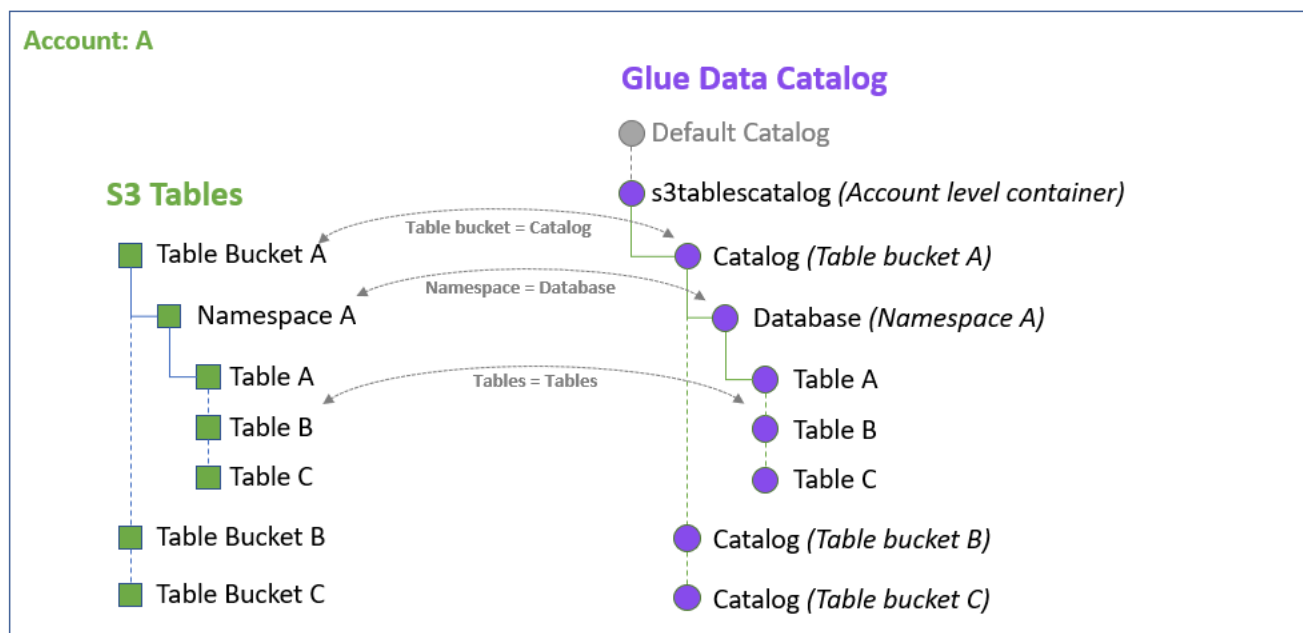 Account: A
Glue Data Catalog
Default Catalog
S3 Tables
s3tablescatalog (Account level container)
Table bucket = Catalog
Table Bucket A
Catalog (Table bucket A)
Namespace = Database
Namespace A
Database (Namespace A)
Tables = Tables
Table A
Table A
Table B
Table B
Table C
Table C
Table Bucket B
Catalog (Table bucket B)
Table Bucket C
Catalog (Table bucket C)